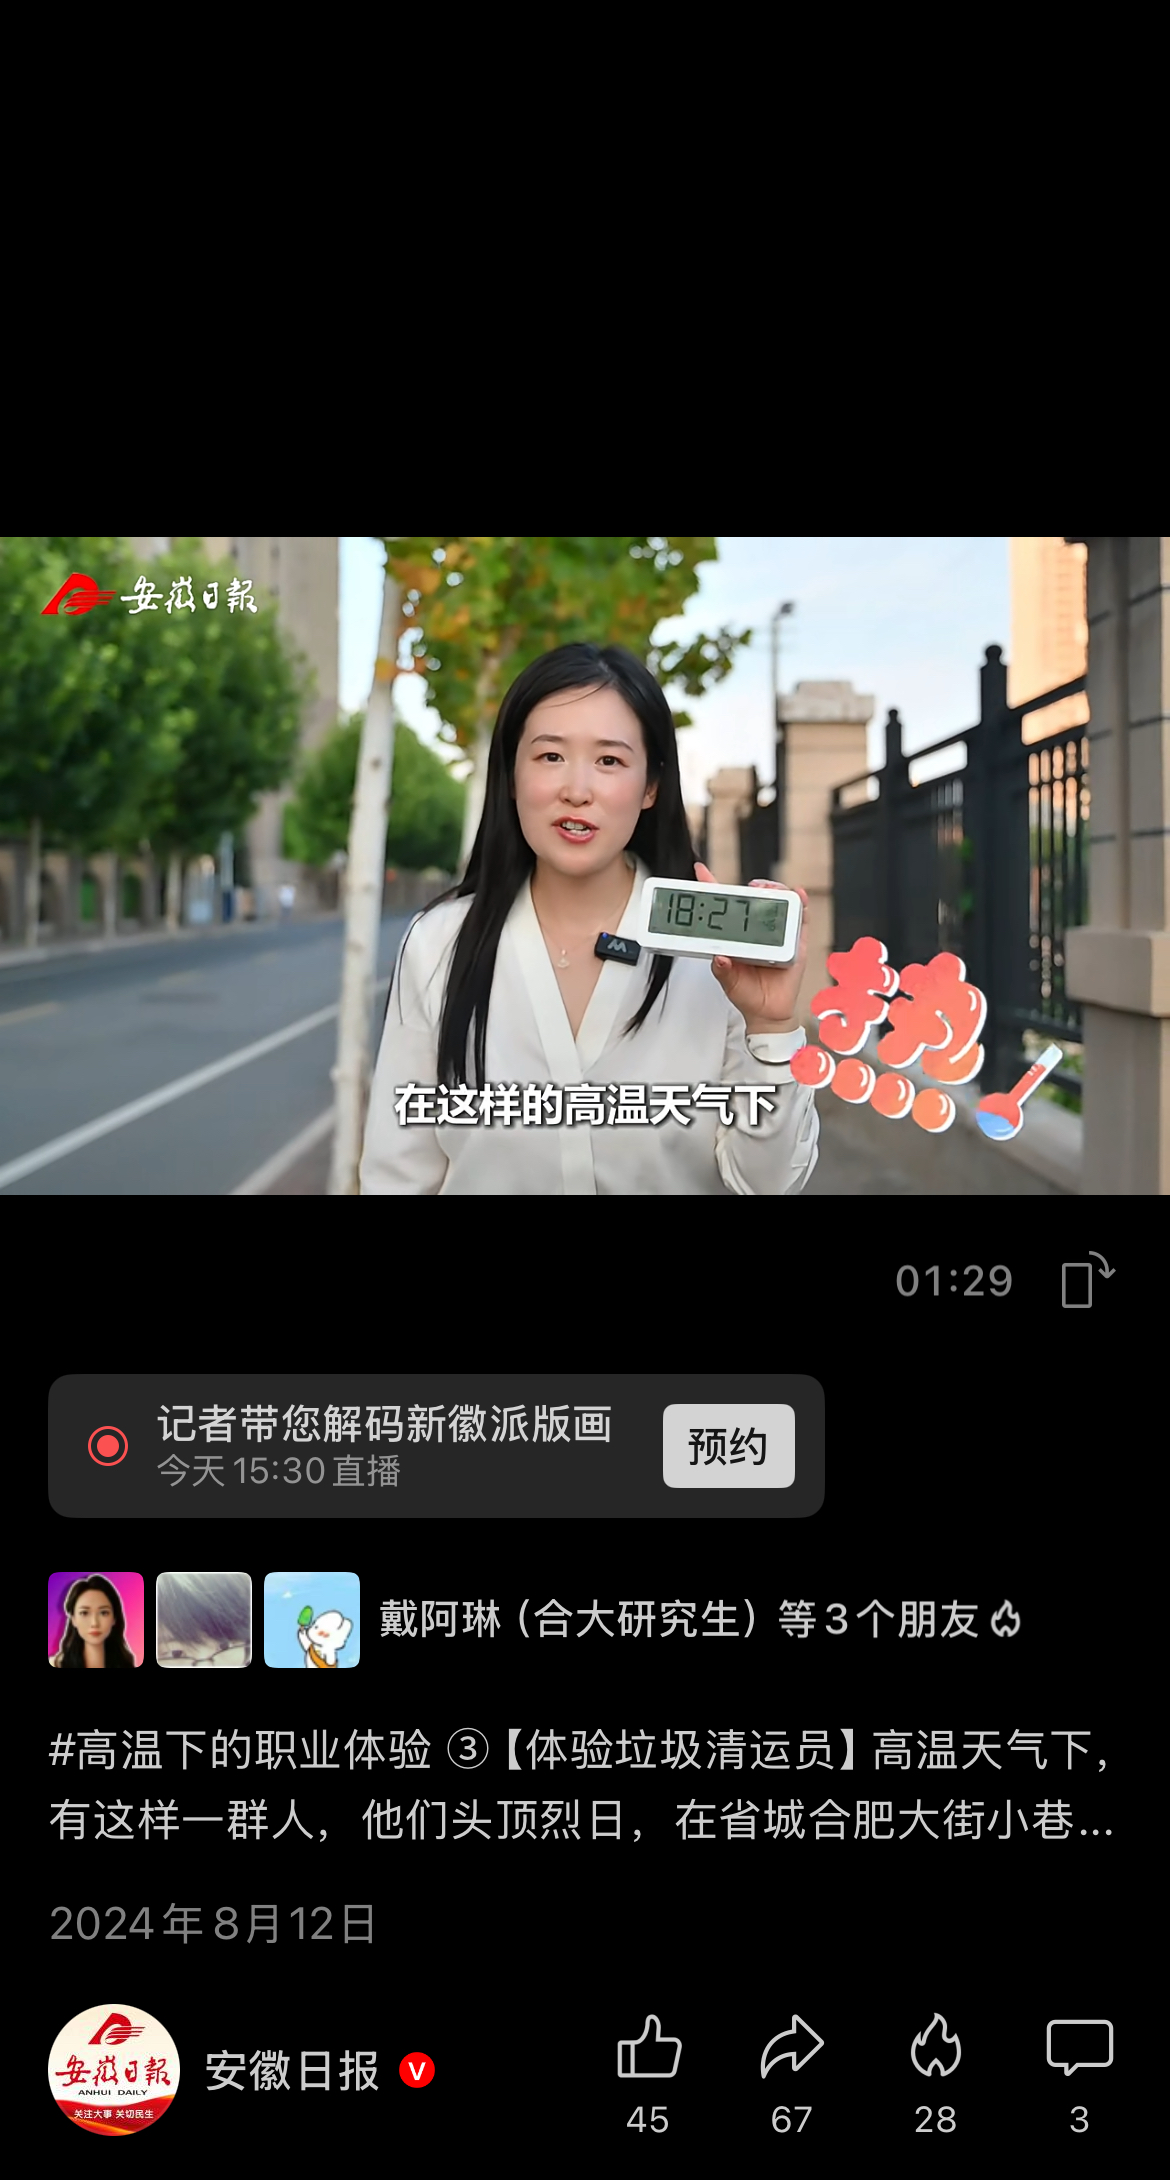 安徽日報
18:27
热
在这样的高温天气下
01:29
记者带您解码新徽派版画
今天 15:30 直播
预约
戴阿琳（合大研究生）等 3 个朋友
#高温下的职业体验 ③【体验垃圾清运员】高温天气下，
有这样一群人，他们头顶烈日，在省城合肥大街小巷...
2024年8月12日
安徽日報
ANHUI DAILY
关注大事 关切民生
安徽日报
V
45
67
28
3